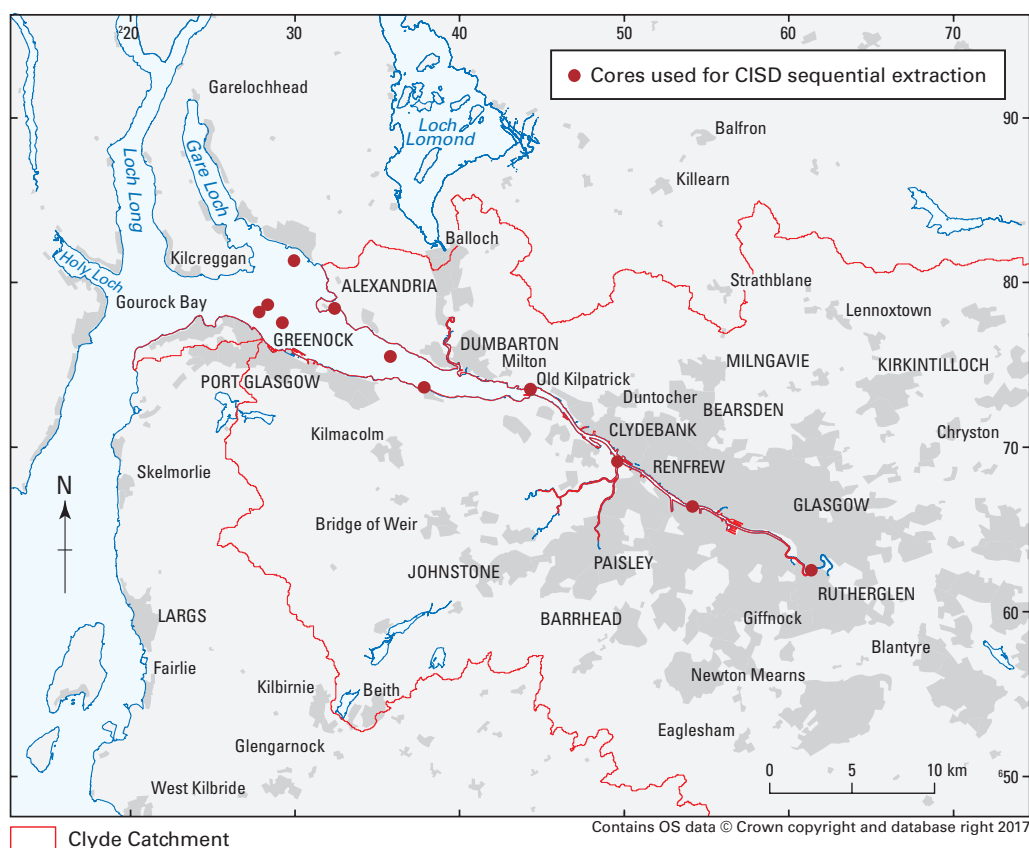 ²20
30
40
50
60
70
Cores used for CISD sequential extraction
Garelochhead
Loch
Lomond
Balfron
90
Gare Loch
Loch Long
Killearn
Holy Loch
Kilcreggan
Balloch
Strathblane
80
ALEXANDRIA
Gourock Bay
Lennoxtown
GREENOCK
DUMBARTON
Milton
MILNGAVIE
KIRKINTILLOCH
PORT GLASGOW
Old Kilpatrick
Duntocher
BEARSDEN
Kilmacolm
CLYDEBANK
Chryston
70
Skelmorlie
RENFREW
N
GLASGOW
Bridge of Weir
JOHNSTONE
PAISLEY
RUTHERGLEN
LARGS
BARRHEAD
Giffnock
60
Blantyre
Fairlie
Kilbirnie
Beith
Newton Mearns
Glengarnock
Eaglesham
West Kilbride
0
5
10 km
⁶50
Contains OS data © Crown copyright and database right 2017
Clyde Catchment